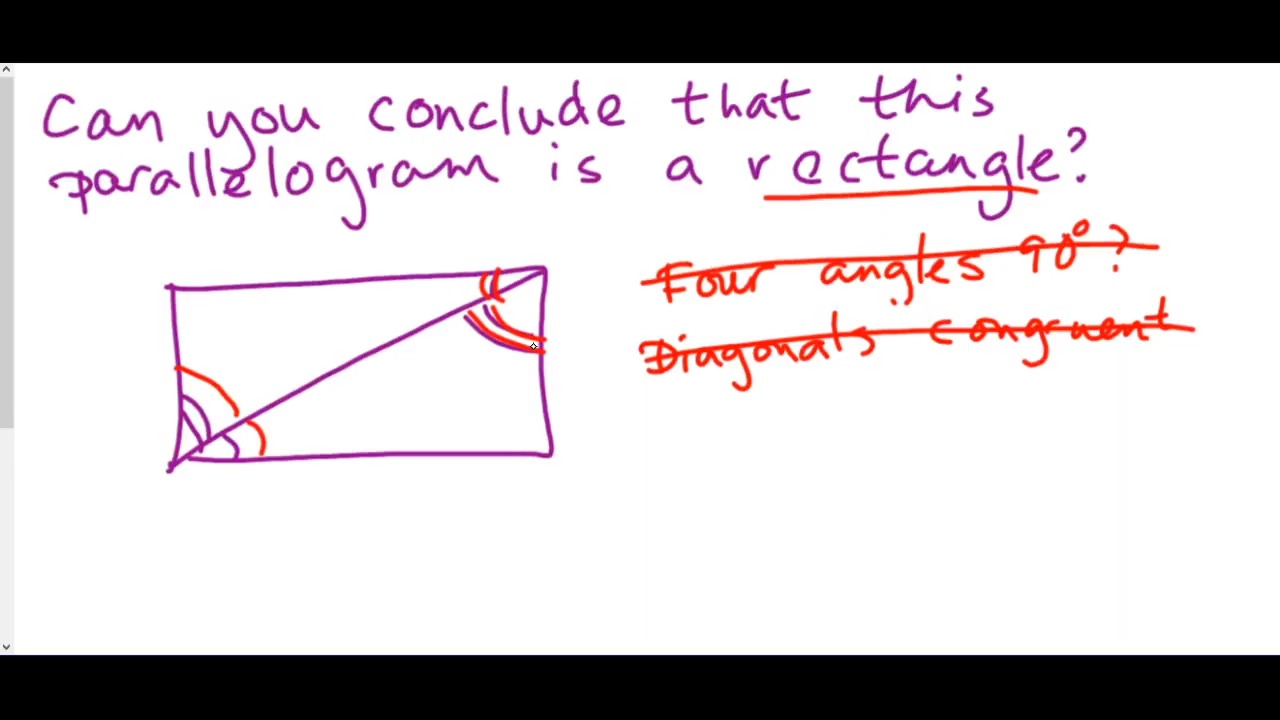 Can you conclude that this
parallelogram is a rectangle?
Four angles 90°?
Diagonals congruent